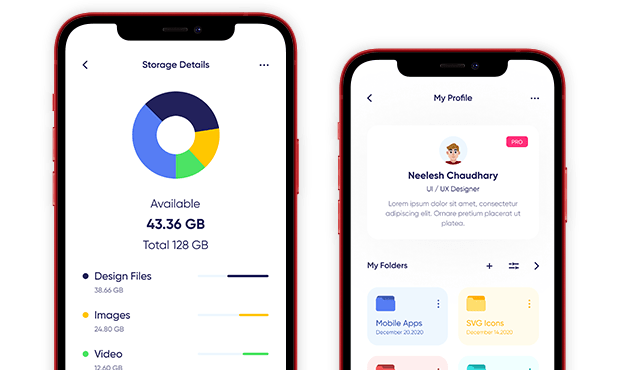 Storage Details
Available
43.36 GB
Total 128 GB
Design Files
38.66 GB
Images
24.80 GB
Video
12.60 GB
My Profile
PRO
Neelesh Chaudhary
UI / UX Designer
Lorem ipsum dolor sit amet, consectetur
adipiscing elit. Ornare pretium placerat ut
platea.
My Folders
Mobile Apps
December 20.2020
SVG Icons
December 14.2020